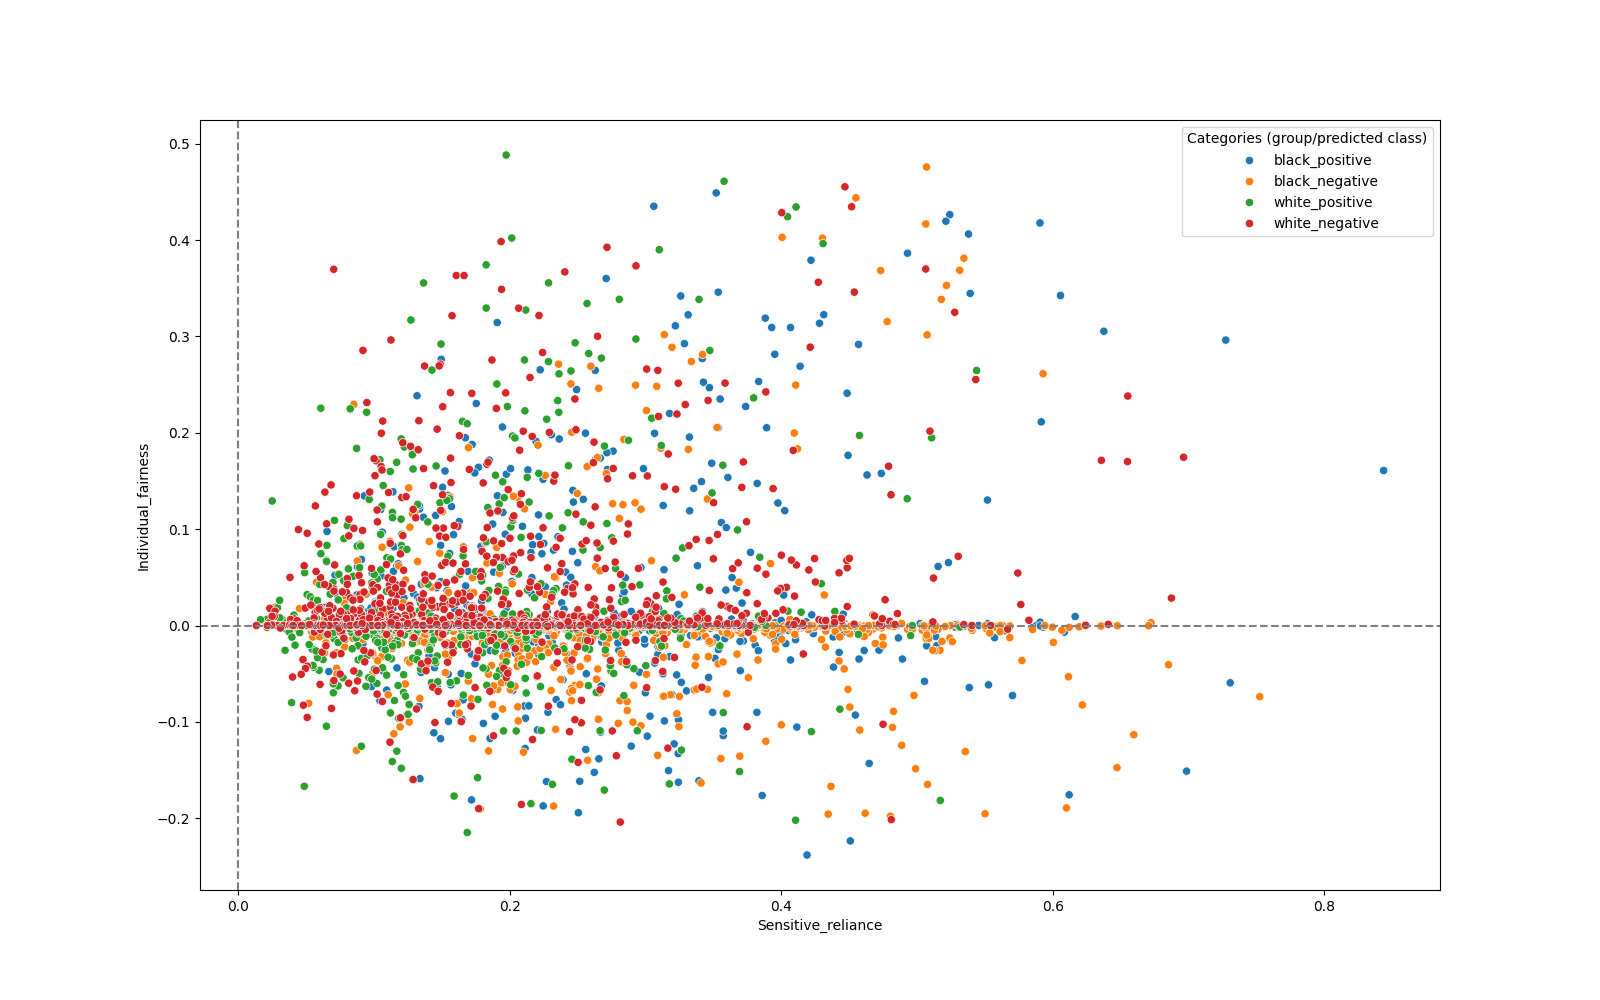 Categories (group/predicted class)
black_positive
black_negative
white_positive
white_negative
0.5
0.4
0.3
0.2
0.1
0.0
−0.1
−0.2
Individual_fairness
0.0
0.2
0.4
0.6
0.8
Sensitive_reliance